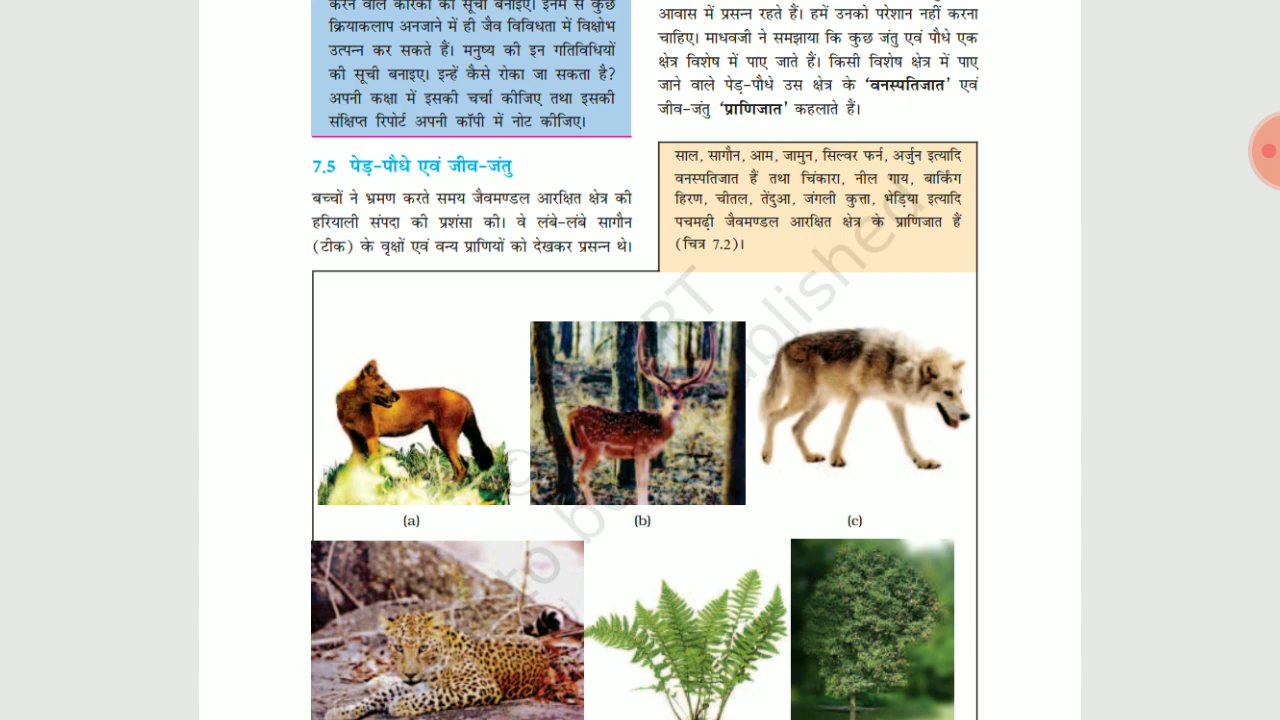 करने वाले कारकों की सूची बनाइए। इनमें से कुछ
क्रियाकलाप अनजाने में ही जैव विविधता में विक्षोभ
उत्पन्न कर सकते हैं। मनुष्य की इन गतिविधियों
की सूची बनाइए। इन्हें कैसे रोका जा सकता है?
अपनी कक्षा में इसकी चर्चा कीजिए तथा इसकी
संक्षिप्त रिपोर्ट अपनी कॉपी में नोट कीजिए।
7.5 पेड़-पौधे एवं जीव-जंतु
बच्चों ने भ्रमण करते समय जैवमण्डल आरक्षित क्षेत्र की
हरियाली संपदा की प्रशंसा की। वे लंबे-लंबे सागौन
(टीक) के वृक्षों एवं वन्य प्राणियों को देखकर प्रसन्न थे।
आवास में प्रसन्न रहते हैं। हमें उनको परेशान नहीं करना
चाहिए। माधवजी ने समझाया कि कुछ जंतु एवं पौधे एक
क्षेत्र विशेष में पाए जाते हैं। किसी विशेष क्षेत्र में पाए
जाने वाले पेड़-पौधे उस क्षेत्र के ‘वनस्पतिजात’ एवं
जीव-जंतु ‘प्राणिजात’ कहलाते हैं।
साल, सागौन, आम, जामुन, सिल्वर फर्न, अर्जुन इत्यादि
वनस्पतिजात हैं तथा चिंकारा, नील गाय, बार्किंग
हिरण, चीतल, तेंदुआ, जंगली कुत्ता, भेड़िया इत्यादि
पचमढ़ी जैवमण्डल आरक्षित क्षेत्र के प्राणिजात हैं
(चित्र 7.2)।
(a)
(b)
(c)
to be